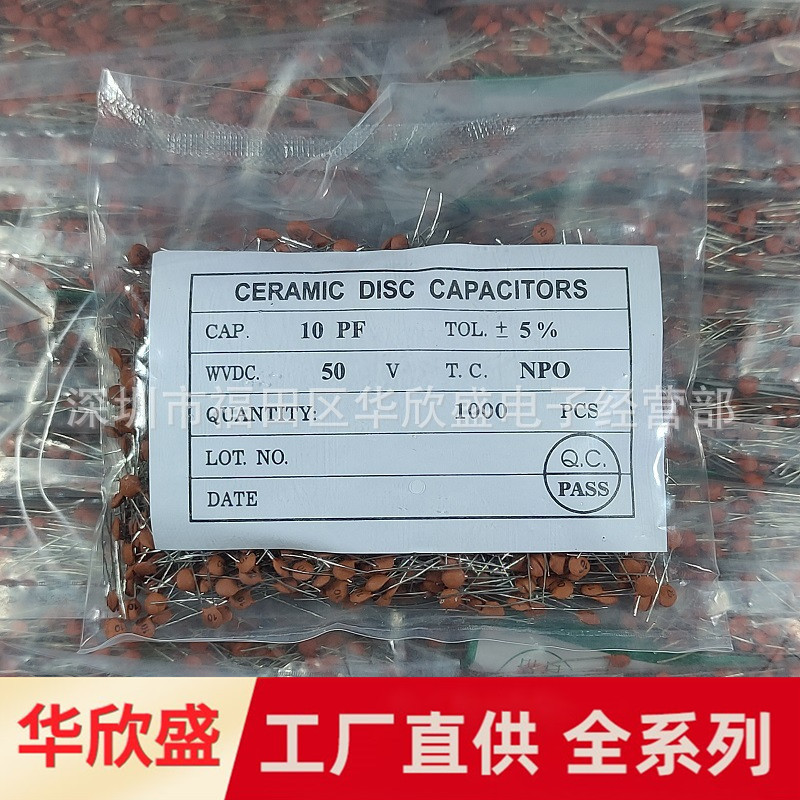 CERAMIC DISC CAPACITORS
CAP. 10 PF TOL. ± 5%
WVDC. 50 V T.C. NPO
深圳市福田区华欣盛电子经营部
QUANTITY: 1000 PCS
LOT. NO.
Q.C.
PASS
DATE
华欣盛
工厂直供 全系列